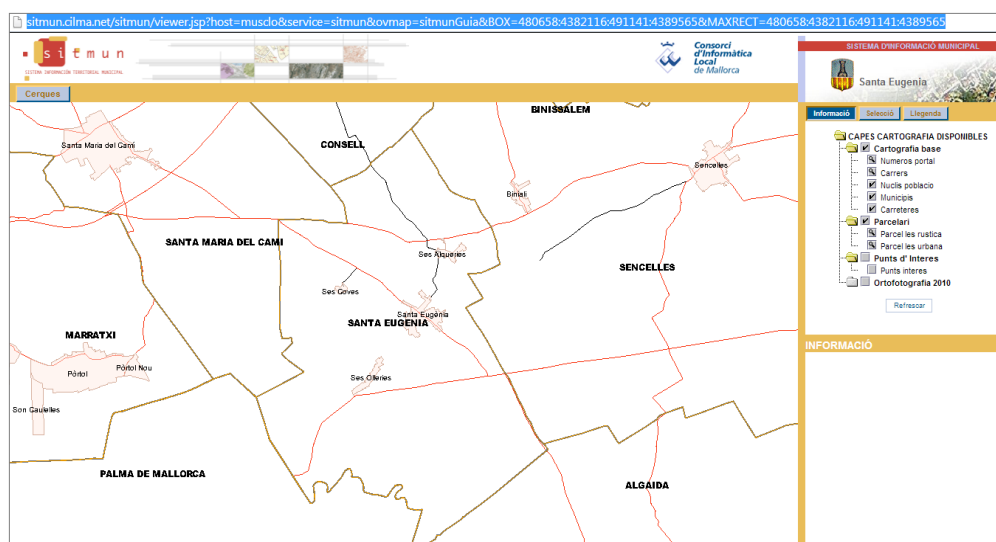 sitmun.cilma.net/sitmun/viewer.jsp?host=musclo&service=sitmun&ovmap=sitmunGuia&BOX=480658:4382116:491141:4389565&MAXRECT=480658:4382116:491141:4389565
sitmun
SISTEMA INFORMACIÓN TERRITORIAL MUNICIPAL
Consorci
d'Informàtica
Local
de Mallorca
SISTEMA D'INFORMACIÓ MUNICIPAL
Santa Eugenia
Cerques
Informació Selecció Llegenda
CAPES CARTOGRAFIA DISPONIBLES
Cartografia base
Numeros portal
Carrers
Nuclis poblacio
Municipis
Carreteres
Parcelari
Parcel les rustica
Parcel les urbana
Punts d' Interes
Punts interes
Ortofotografia 2010
Refrescar
INFORMACIÓ
BINISSALEM
CONSELL
Santa Maria del Camí
Sencelles
Biniali
SANTA MARIA DEL CAMI
Ses Alqueries
SENCELLES
Ses Coves
Santa Eugènia
SANTA EUGENIA
MARRATXI
Pòrtol
Pòrtol Nou
Ses Olleries
Son Caulelles
PALMA DE MALLORCA
ALGAIDA